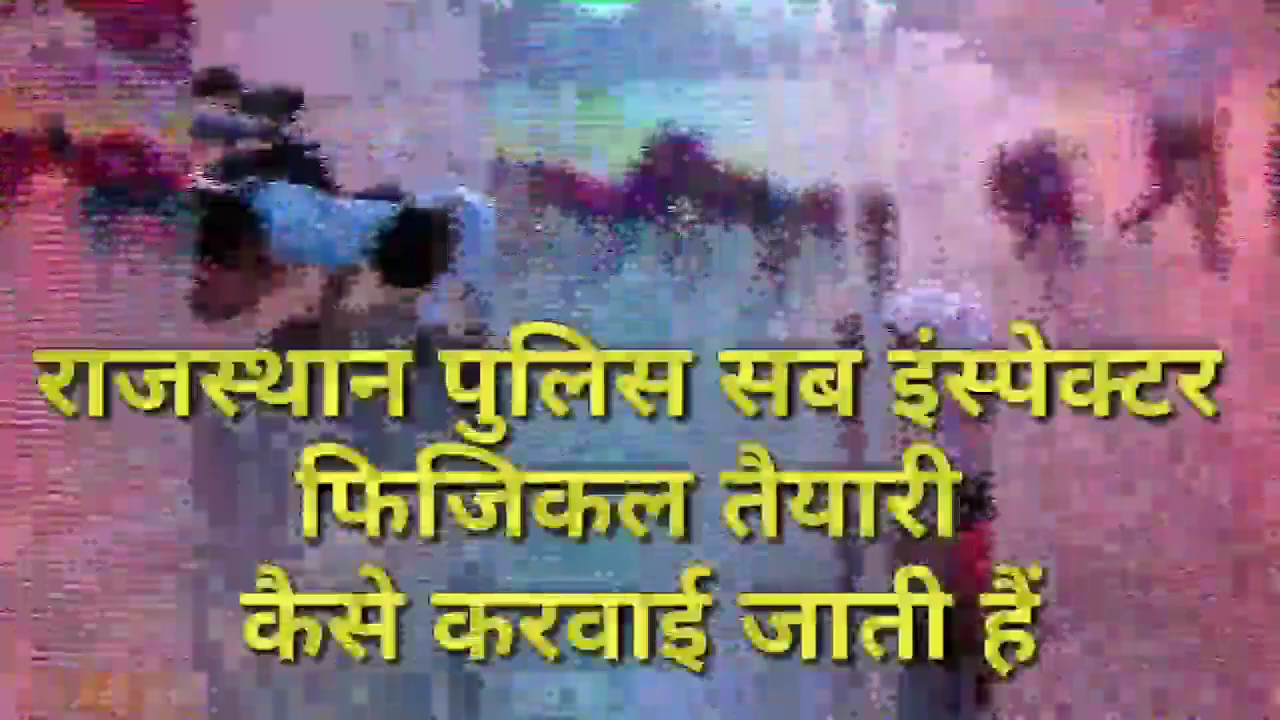 राजस्थान पुलिस सब इंस्पेक्टर
फिजिकल तैयारी
कैसे करवाई जाती हैं